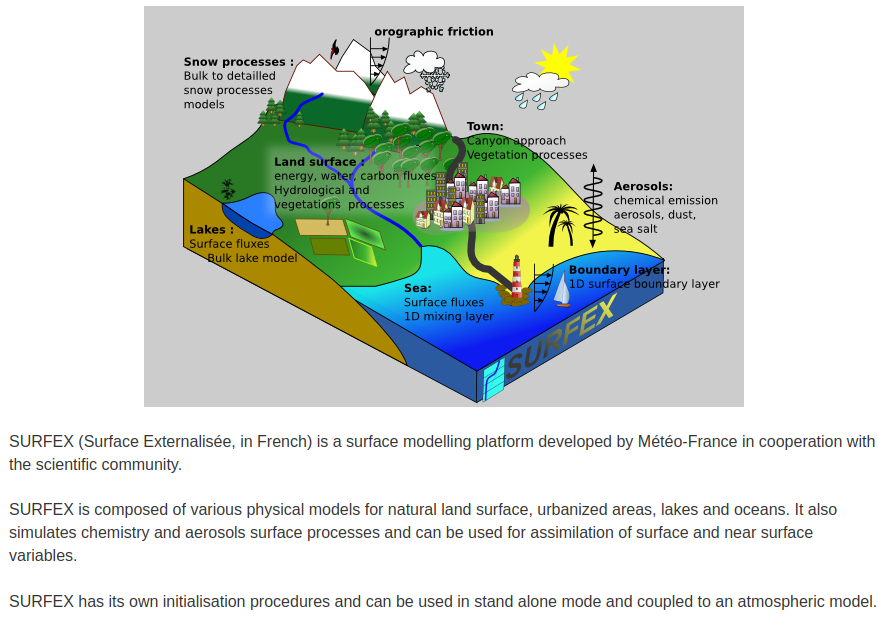 orographic friction
Snow processes :
Bulk to detailled
snow processes
models
Town:
Canyon approach
Vegetation processes
Land surface :
energy, water, carbon fluxes
Hydrological and
vegetations processes
Aerosols:
chemical emission
aerosols, dust,
sea salt
Lakes :
Surface fluxes
Bulk lake model
Boundary layer:
1D surface boundary layer
Sea:
Surface fluxes
1D mixing layer
SURFEX
SURFEX (Surface Externalisée, in French) is a surface modelling platform developed by Météo-France in cooperation with
the scientific community.
SURFEX is composed of various physical models for natural land surface, urbanized areas, lakes and oceans. It also
simulates chemistry and aerosols surface processes and can be used for assimilation of surface and near surface
variables.
SURFEX has its own initialisation procedures and can be used in stand alone mode and coupled to an atmospheric model.